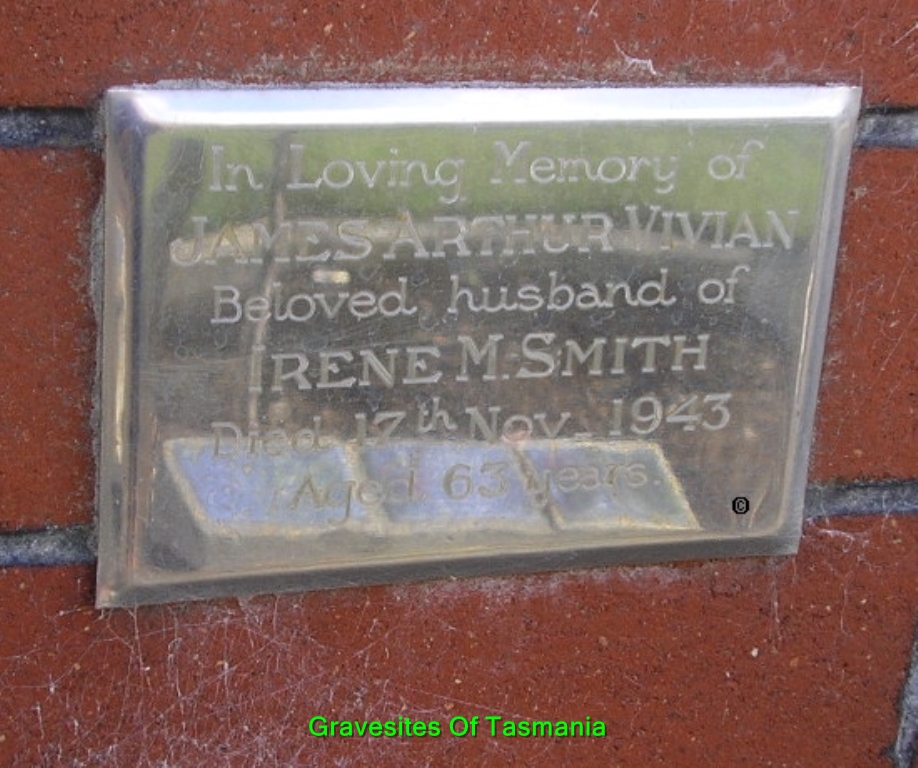 In Loving Memory of
JAMES ARTHUR VIVIAN
Beloved husband of
IRENE M. SMITH
Died 17th Nov. 1943
Aged 63 years.
©
Gravesites Of Tasmania